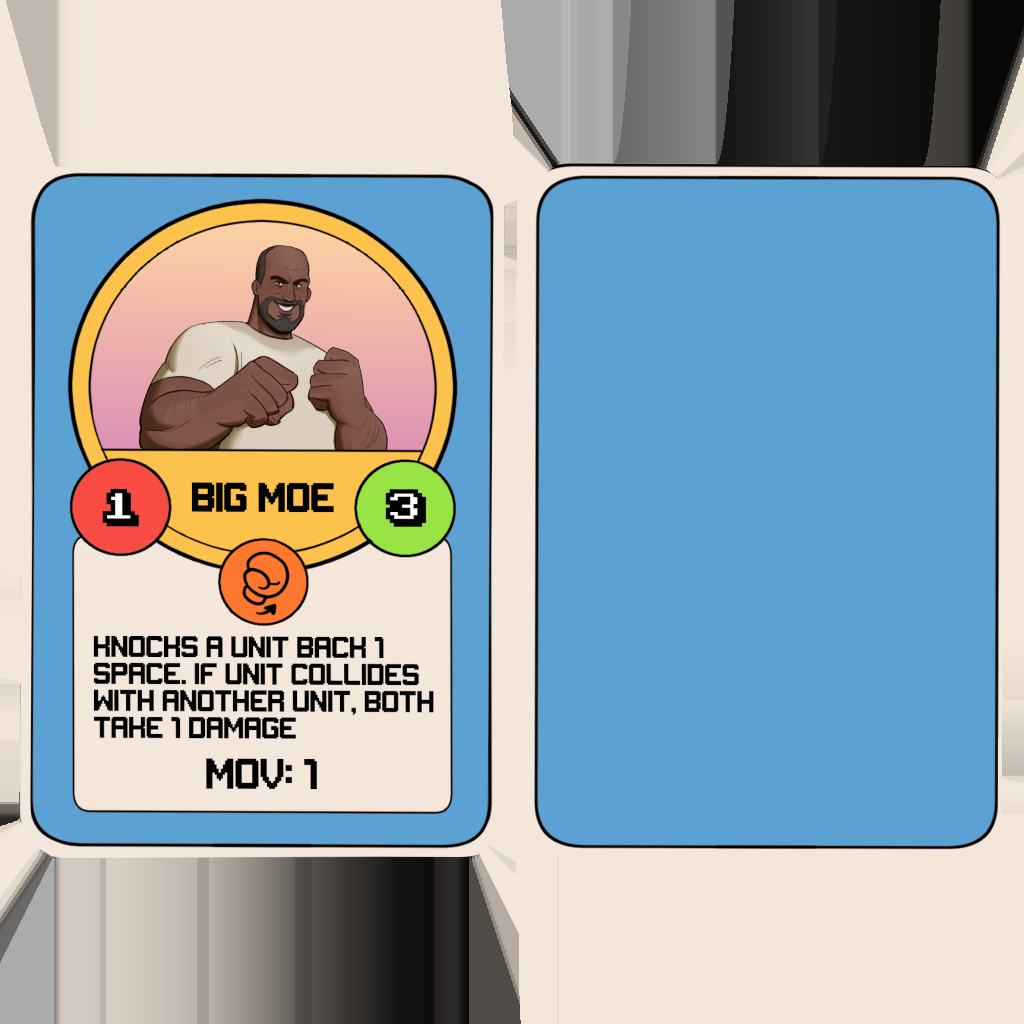 BIG MOE
1
3
KNOCKS A UNIT BACK 1
SPACE. IF UNIT COLLIDES
WITH ANOTHER UNIT, BOTH
TAKE 1 DAMAGE
MOV: 1